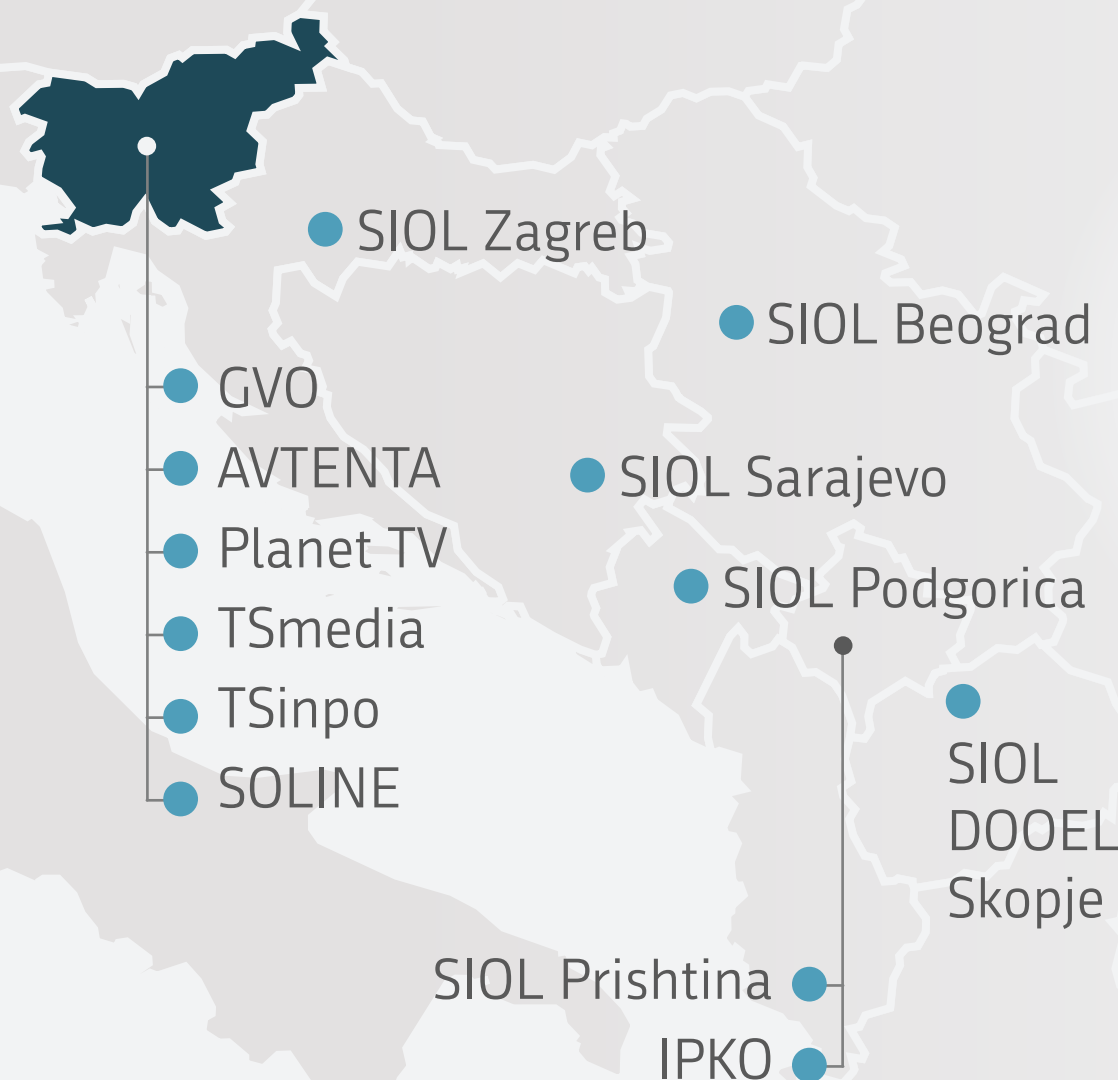 SIOL Zagreb
SIOL Beograd
GVO
AVTENTA
SIOL Sarajevo
Planet TV
SIOL Podgorica
TSmedia
TSinpo
SOLINE
SIOL
DOOEL
Skopje
SIOL Prishtina
IPKO